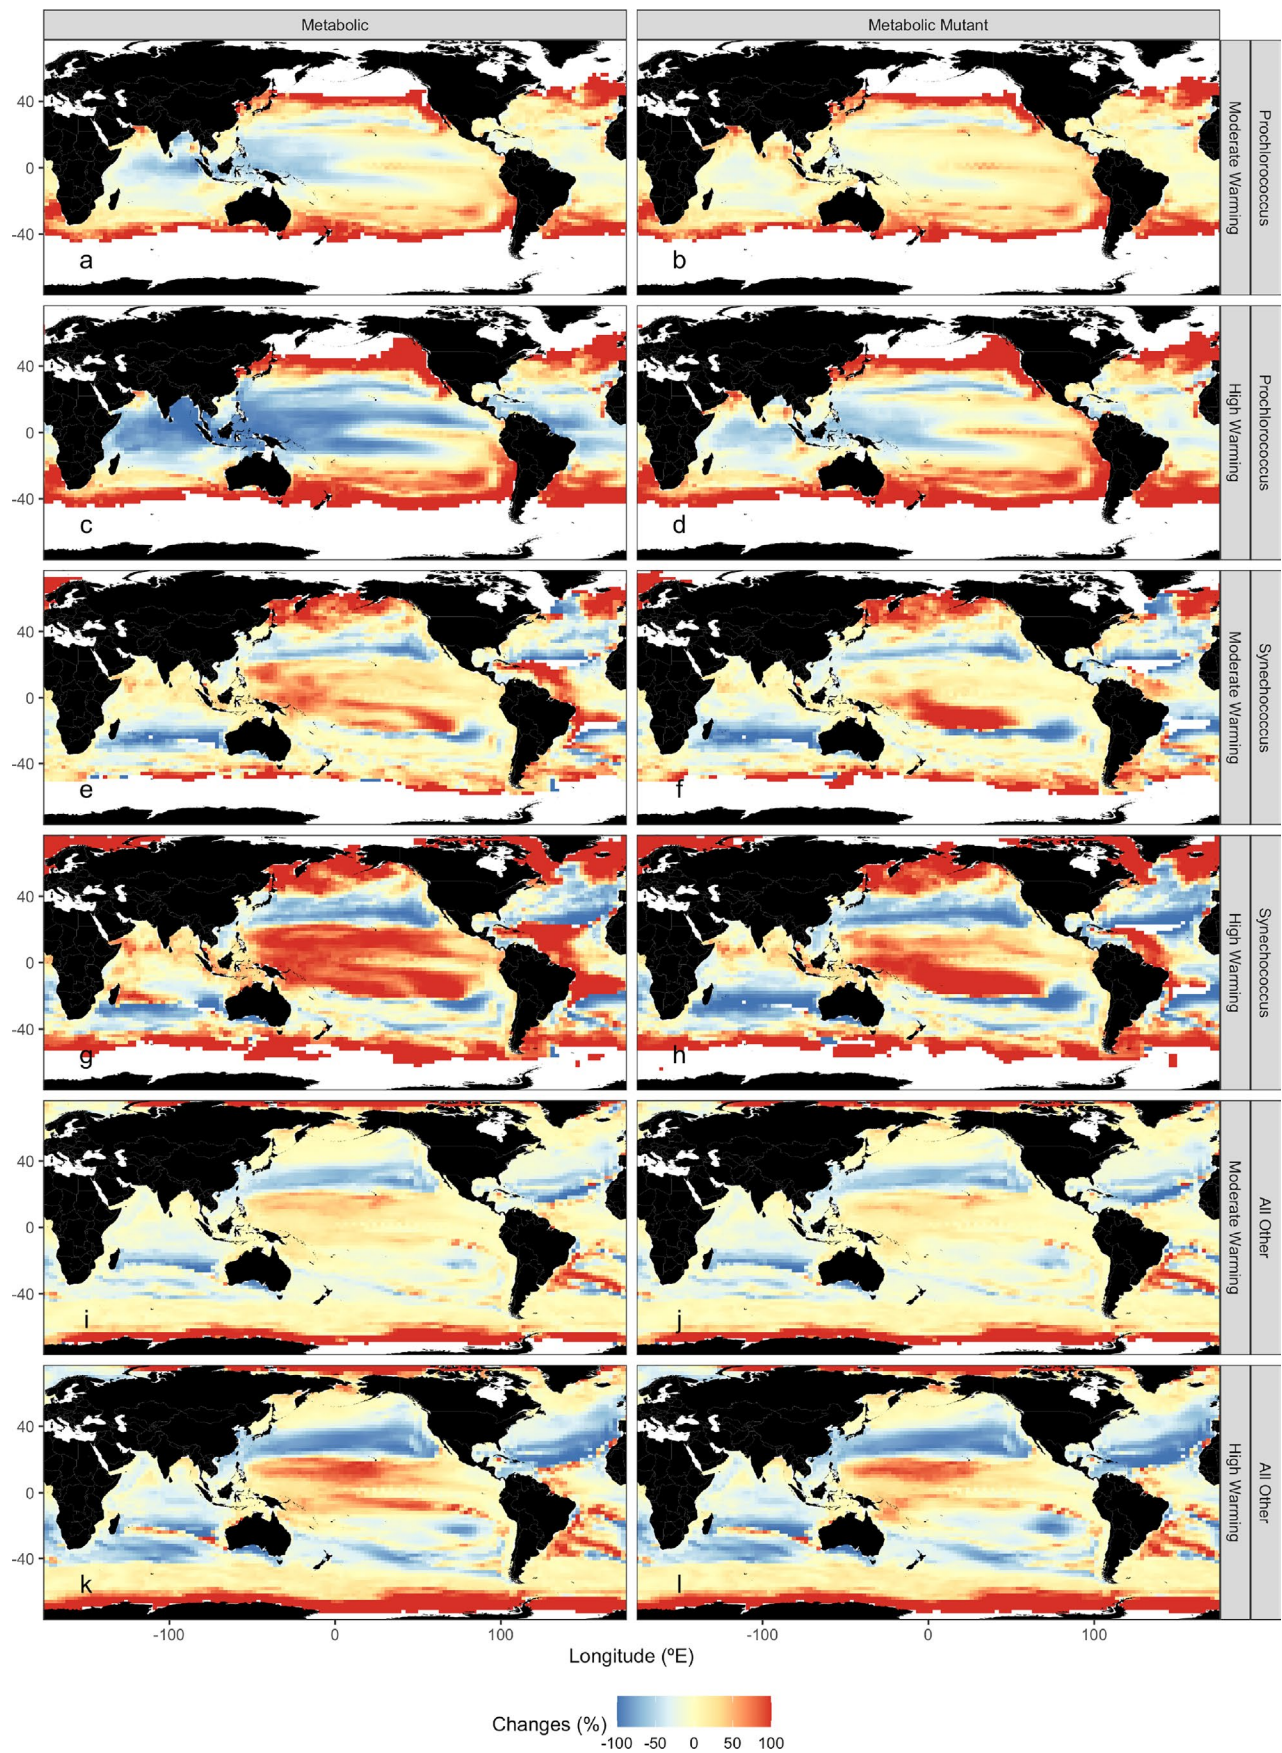 Metabolic
Metabolic Mutant
40
0
-40
a
b
Moderate Warming
Prochlorococcus
40
0
-40
c
d
High Warming
Prochlorococcus
40
0
-40
e
f
Moderate Warming
Synechococcus
40
0
-40
g
h
High Warming
Synechococcus
40
0
-40
i
j
Moderate Warming
All Other
40
0
-40
k
l
High Warming
All Other
-100 0 100 -100 0 100
Longitude (ºE)
Changes (%)
-100 -50 0 50 100